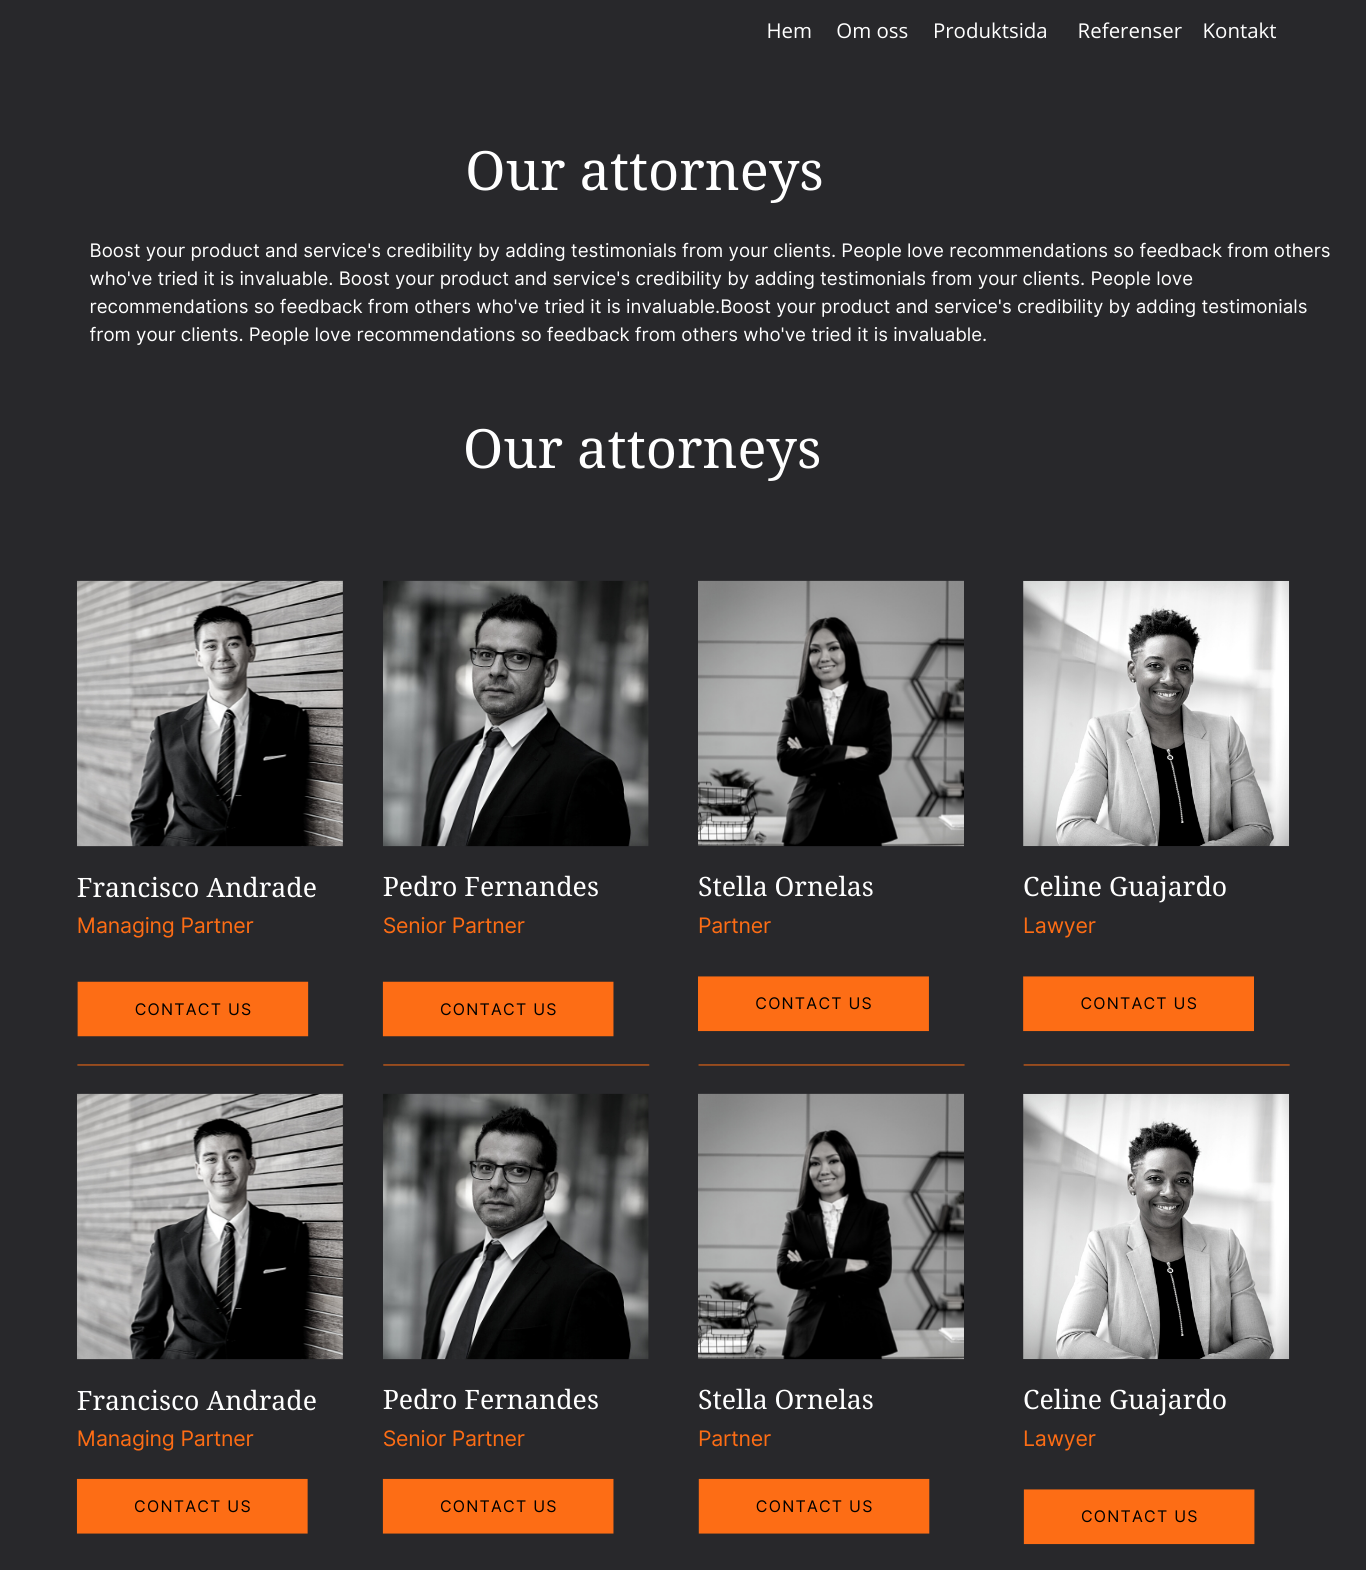 Hem Om oss Produktsida Referenser Kontakt
Our attorneys
Boost your product and service's credibility by adding testimonials from your clients. People love recommendations so feedback from others
who've tried it is invaluable. Boost your product and service's credibility by adding testimonials from your clients. People love
recommendations so feedback from others who've tried it is invaluable.Boost your product and service's credibility by adding testimonials
from your clients. People love recommendations so feedback from others who've tried it is invaluable.
Our attorneys
Francisco Andrade
Managing Partner
CONTACT US
Pedro Fernandes
Senior Partner
CONTACT US
Stella Ornelas
Partner
CONTACT US
Celine Guajardo
Lawyer
CONTACT US
Francisco Andrade
Managing Partner
CONTACT US
Pedro Fernandes
Senior Partner
CONTACT US
Stella Ornelas
Partner
CONTACT US
Celine Guajardo
Lawyer
CONTACT US